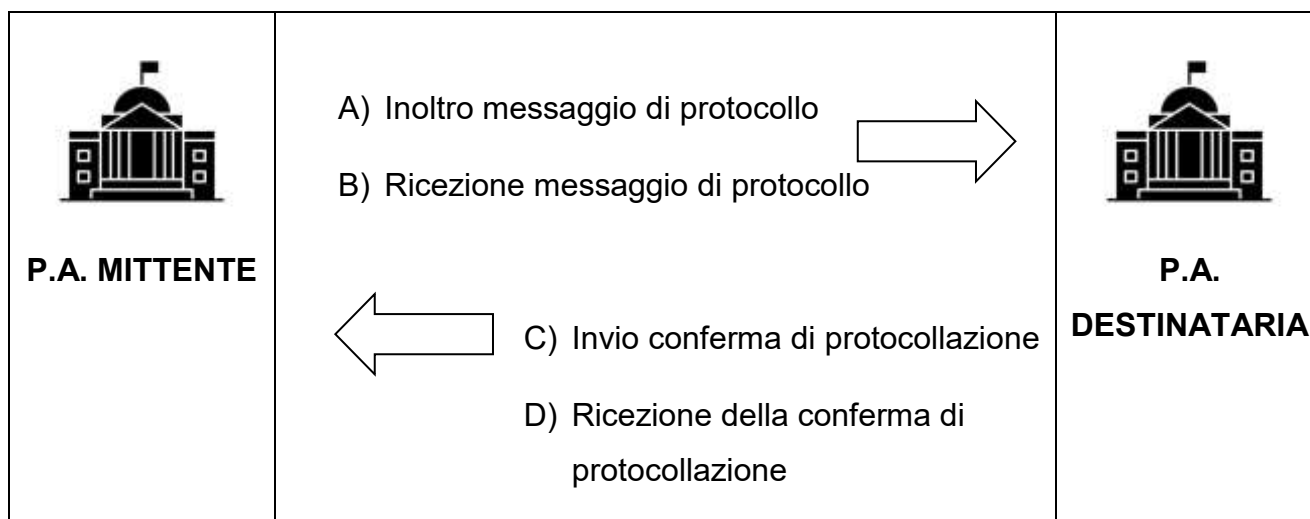 P.A. MITTENTE
A) Inoltro messaggio di protocollo
B) Ricezione messaggio di protocollo
C) Invio conferma di protocollazione
D) Ricezione della conferma di
protocollazione
P.A.
DESTINATARIA